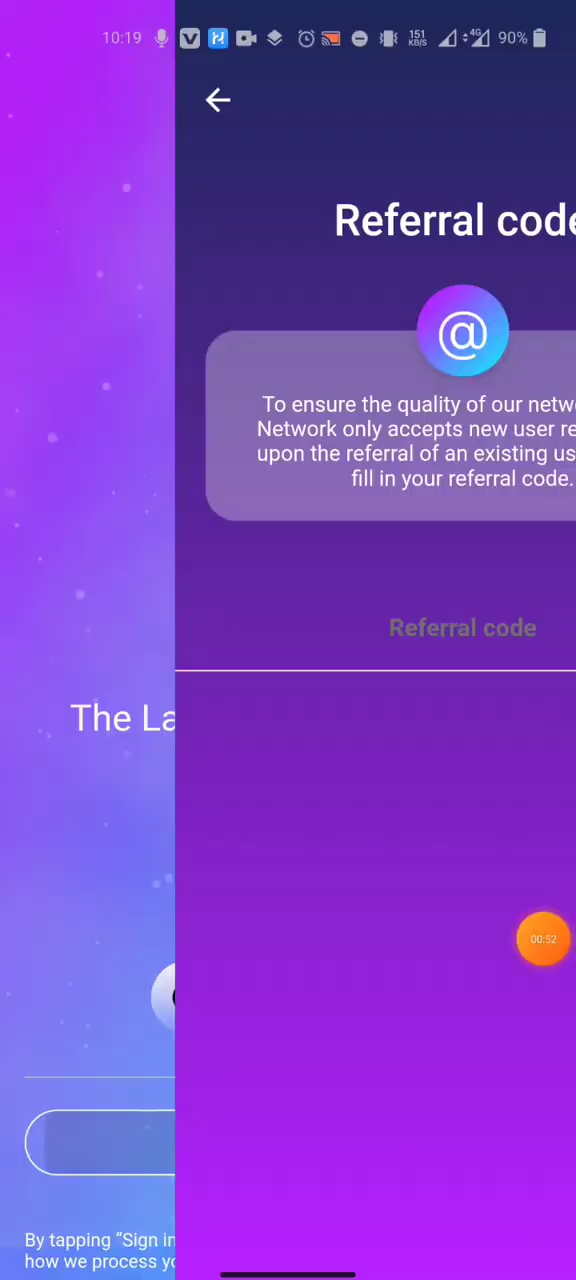 10:19
151
KB/S
4G
90%
Referral code
@
To ensure the quality of our netw
Network only accepts new user re
upon the referral of an existing us
fill in your referral code.
Referral code
The La
00:52
By tapping “Sign in
how we process yo